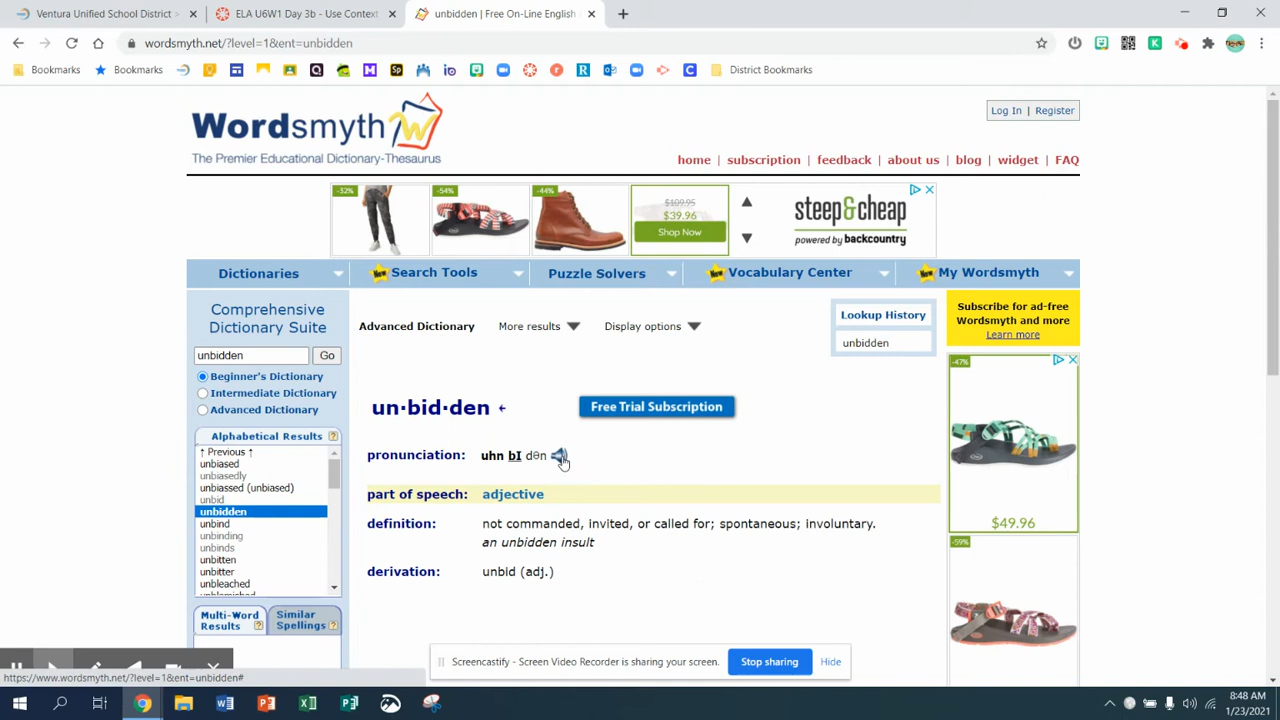 Ventura Unified School District >
ELA U6W1 Day 3b - Use Context
unbidden | Free On-Line English
wordsmyth.net/?level=1&ent=unbidden
Bookmarks
Bookmarks
District Bookmarks
Wordsmyth
The Premier Educational Dictionary-Thesaurus
Log In | Register
home | subscription | feedback | about us | blog | widget | FAQ
-32%
-54%
-44%
$109.95
$39.96
Shop Now
steep&cheap
powered by backcountry
Dictionaries
New Search Tools
Puzzle Solvers
New Vocabulary Center
New My Wordsmyth
Comprehensive
Dictionary Suite
unbidden Go
Beginner's Dictionary
Intermediate Dictionary
Advanced Dictionary
Alphabetical Results ?
↑ Previous ↑
unbiased
unbiasedly
unbiassed (unbiased)
unbid
unbidden
unbind
unbinding
unbinds
unbitten
unbitter
unbleached
unblemished
Multi-Word
Results ?
Similar
Spellings ?
Advanced Dictionary
More results
Display options
Lookup History
unbidden
Subscribe for ad-free
Wordsmyth and more
Learn more
un·bid·den
Free Trial Subscription
pronunciation: uhn bI dən
part of speech: adjective
definition: not commanded, invited, or called for; spontaneous; involuntary.
an unbidden insult
derivation: unbid (adj.)
-47%
$49.96
-59%
Screencastify - Screen Video Recorder is sharing your screen.
Stop sharing
Hide
https://www.wordsmyth.net/?level=1&ent=unbidden#
8:48 AM
1/23/2021